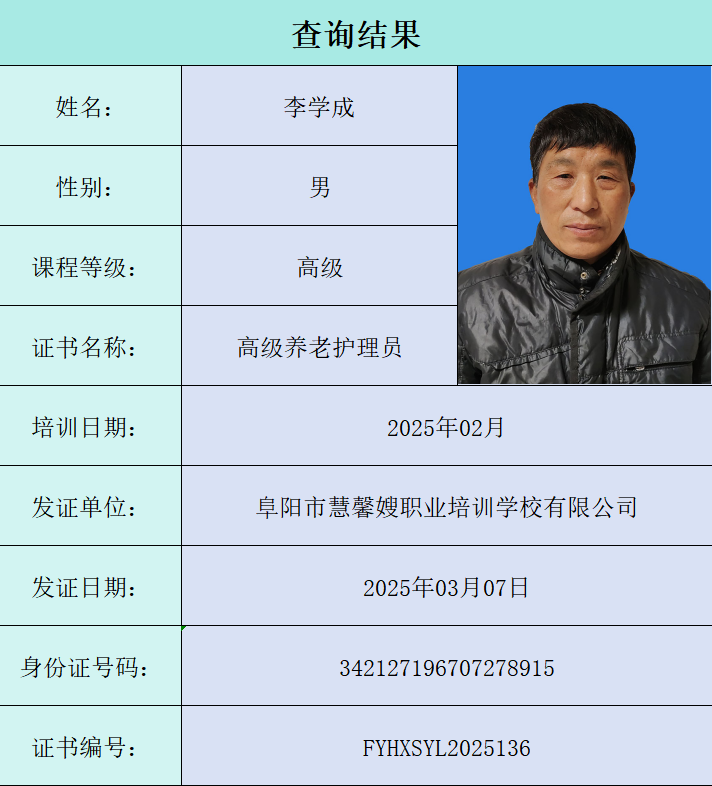 查询结果
姓名： 李学成
性别： 男
课程等级： 高级
证书名称： 高级养老护理员
培训日期： 2025年02月
发证单位： 阜阳市慧馨嫂职业培训学校有限公司
发证日期： 2025年03月07日
身份证号码： 342127196707278915
证书编号： FYHXSYL2025136